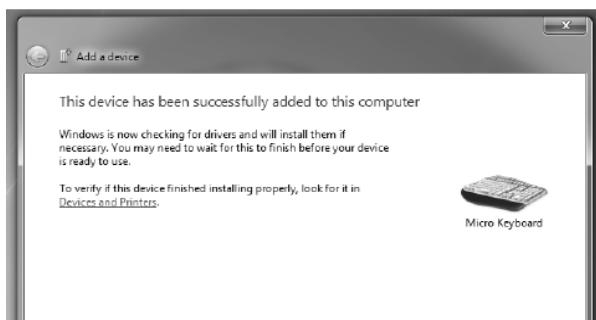 Add a device
This device has been successfully added to this computer
Windows is now checking for drivers and will install them if
necessary. You may need to wait for this to finish before your device
is ready to use.
To verify if this device finished installing properly, look for it in
Devices and Printers.
Micro Keyboard